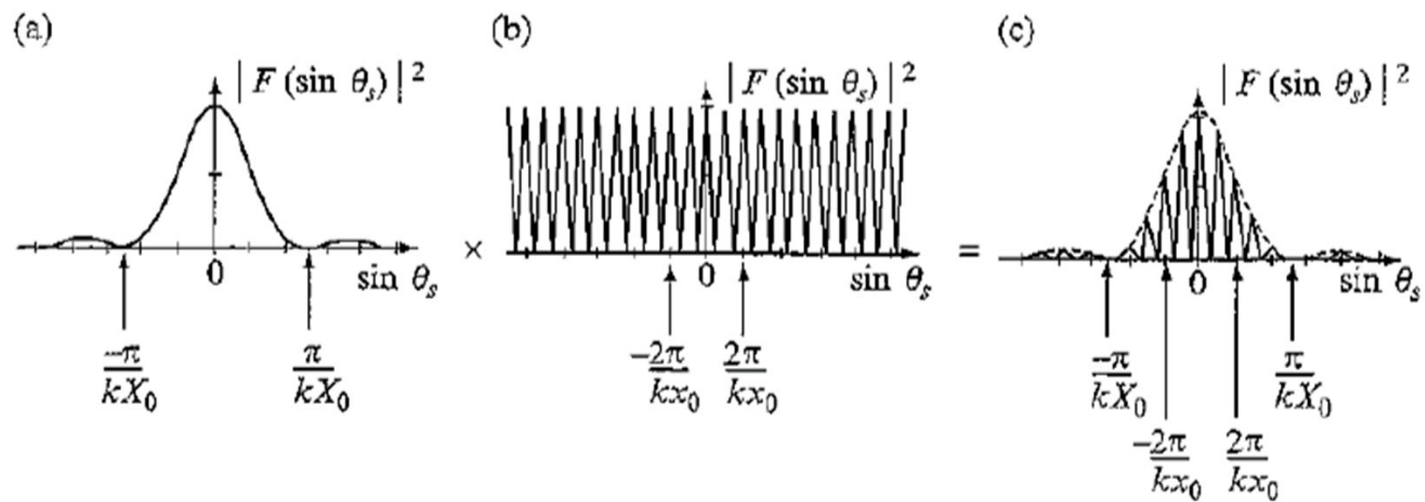 (a) (b) (c)
| F (sin θₛ) | ² | F (sin θₛ) | ² | F (sin θₛ) | ²
× =
0 sin θₛ 0 sin θₛ 0 sin θₛ
−π/kX₀ π/kX₀ −2π/kx₀ 2π/kx₀ −π/kX₀ π/kX₀
−2π/kx₀ 2π/kx₀